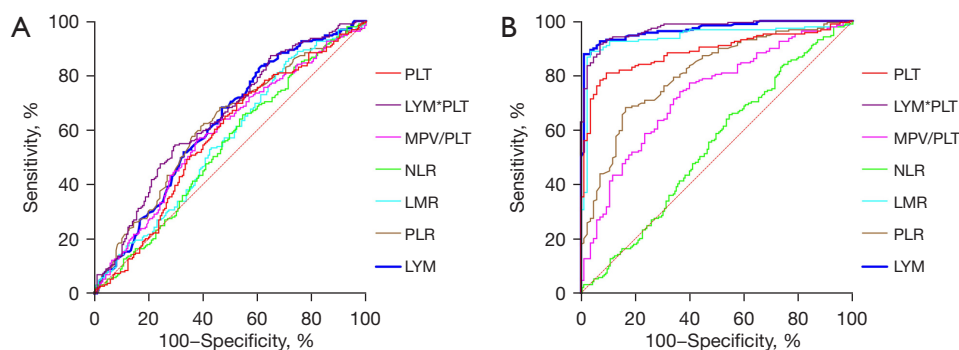 A
Sensitivity, %
100
80
60
40
20
0
0 20 40 60 80 100
100–Specificity, %
PLT
LYM*PLT
MPV/PLT
NLR
LMR
PLR
LYM
B
Sensitivity, %
100
80
60
40
20
0
0 20 40 60 80 100
100–Specificity, %
PLT
LYM*PLT
MPV/PLT
NLR
LMR
PLR
LYM